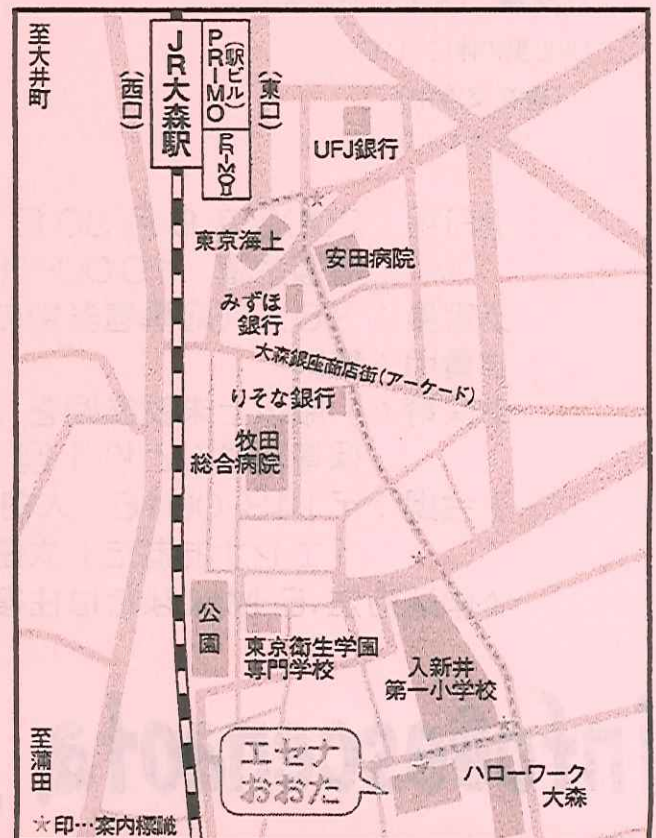 至大井町
JR大森駅
(駅ビル)
PRIMO
PRIMOII
(西口)
(東口)
UFJ銀行
東京海上
安田病院
みずほ
銀行
大森銀座商店街(アーケード)
りそな銀行
牧田
総合病院
公園
東京衛生学園
専門学校
入新井
第一小学校
エセナ
おおた
ハローワーク
大森
至蒲田
☆印…案内標識